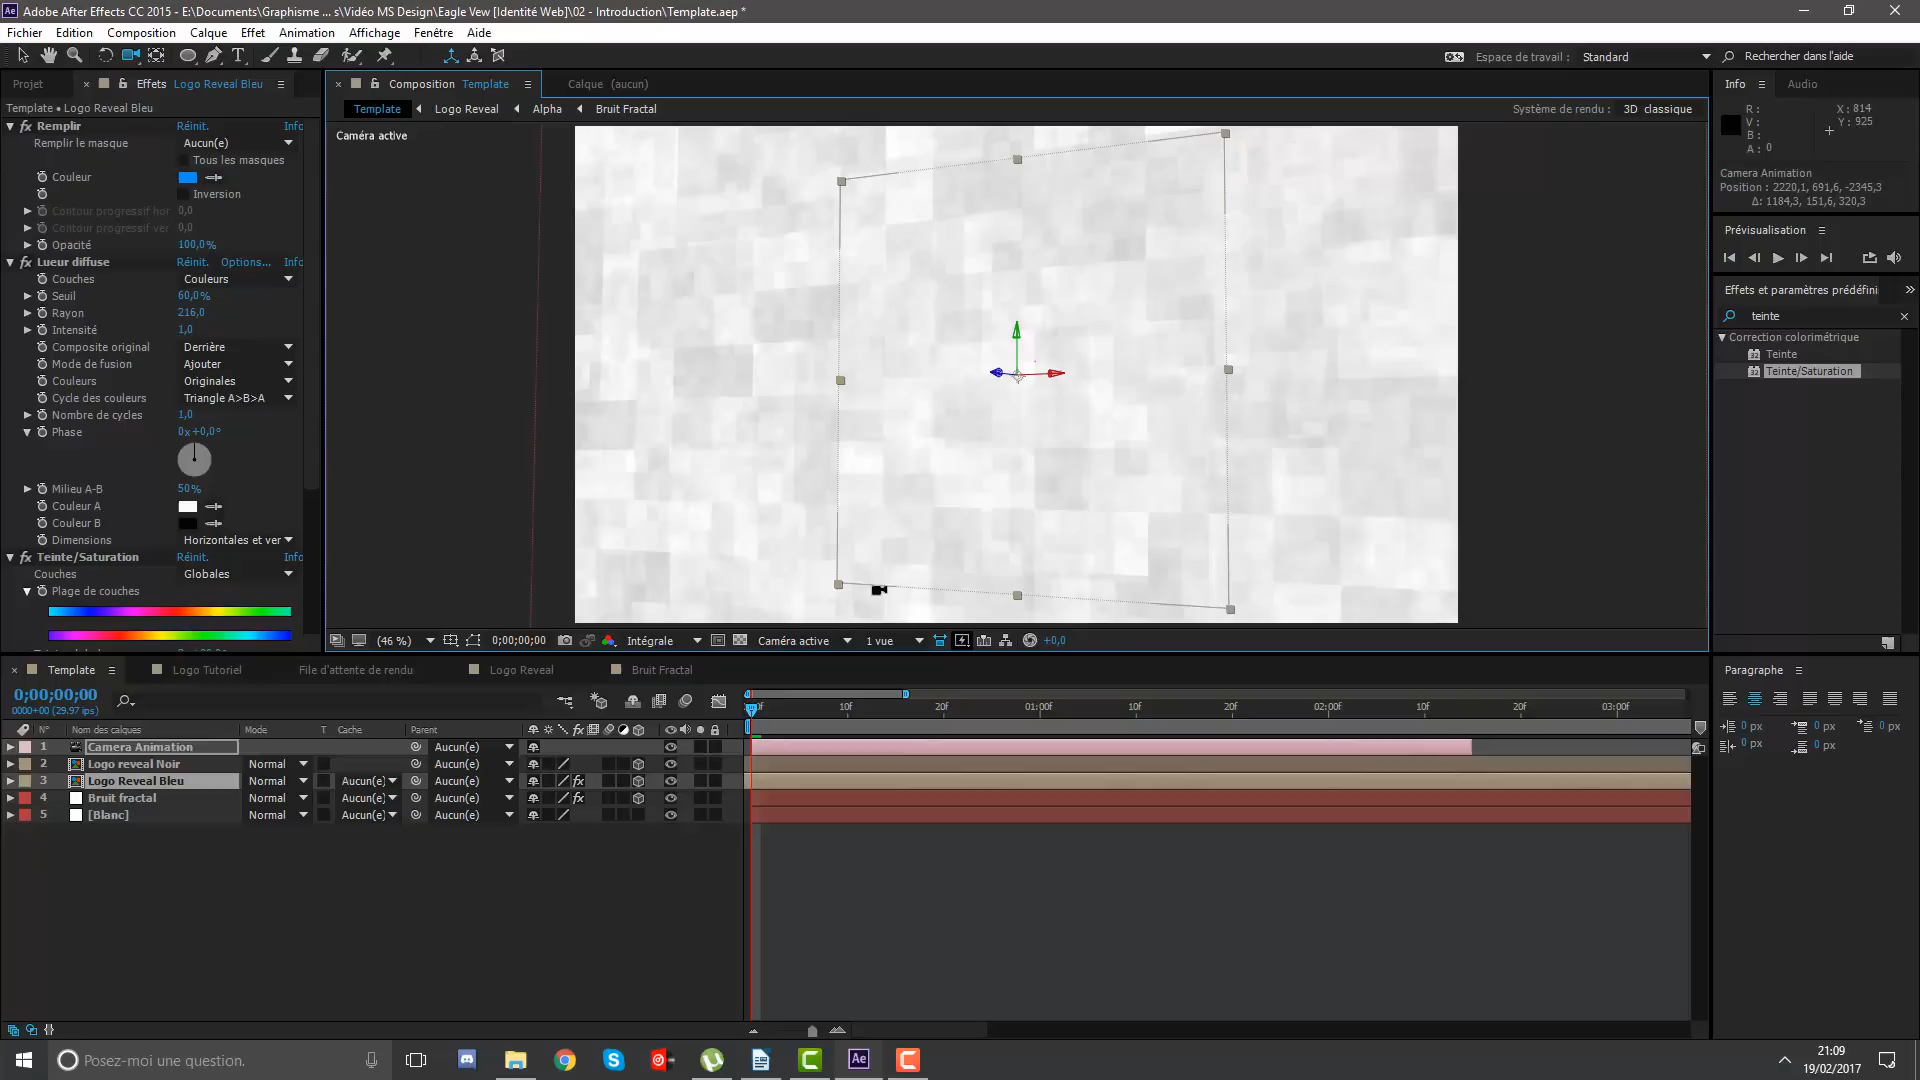 Adobe After Effects CC 2015 - E:\Documents\Graphisme ... s\Vidéo MS Design\Eagle Vew [Identité Web]\02 - Introduction\Template.aep *
Fichier Edition Composition Calque Effet Animation Affichage Fenêtre Aide
Espace de travail : Standard Rechercher dans l'aide
Projet Effets Logo Reveal Bleu
Template • Logo Reveal Bleu
fx Remplir Réinit. Info
Remplir le masque Aucun(e)
Tous les masques
Couleur
Inversion
Contour progressif hor 0,0
Contour progressif ver 0,0
Opacité 100,0%
fx Lueur diffuse Réinit. Options... Info
Couches Couleurs
Seuil 60,0%
Rayon 216,0
Intensité 1,0
Composite original Derrière
Mode de fusion Ajouter
Couleurs Originales
Cycle des couleurs Triangle A>B>A
Nombre de cycles 1,0
Phase 0x+0,0°
Milieu A-B 50%
Couleur A
Couleur B
Dimensions Horizontales et ver
fx Teinte/Saturation Réinit. Info
Couches Globales
Plage de couches
Composition Template Calque (aucun)
Template Logo Reveal Alpha Bruit Fractal Système de rendu : 3D classique
Caméra active
(46 %) 0;00;00;00 Intégrale Caméra active 1 vue +0,0
Info Audio
R : X : 814
V : Y : 925
B :
A : 0
Camera Animation
Position : 2220,1, 691,6, -2345,3
Δ: 1184,3, 151,6, 320,3
Prévisualisation
Effets et paramètres prédéfini
teinte
Correction colorimétrique
32 Teinte
32 Teinte/Saturation
Template Logo Tutoriel File d'attente de rendu Logo Reveal Bruit Fractal
0;00;00;00
0000+00 (29.97 ips)
10f 20f 01:00f 10f 20f 02:00f 10f 20f 03:00f
N° Nom des calques Mode T Cache Parent
1 Camera Animation Aucun(e)
2 Logo reveal Noir Normal Aucun(e)
3 Logo Reveal Bleu Normal Aucun(e) Aucun(e) fx
4 Bruit fractal Normal Aucun(e) Aucun(e) fx
5 [Blanc] Normal Aucun(e) Aucun(e)
Paragraphe
0 px 0 px 0 px
0 px 0 px
Posez-moi une question.
21:09
19/02/2017